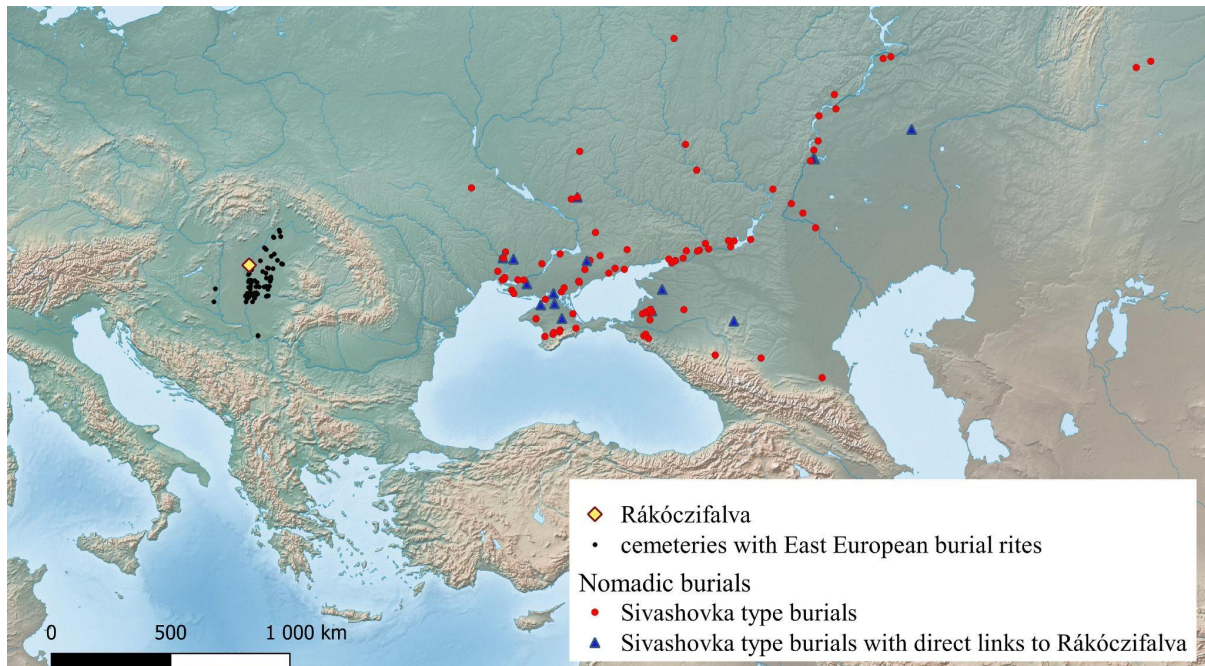 Rákóczifalva
cemeteries with East European burial rites
Nomadic burials
Sivashovka type burials
Sivashovka type burials with direct links to Rákóczifalva
0 500 1 000 km